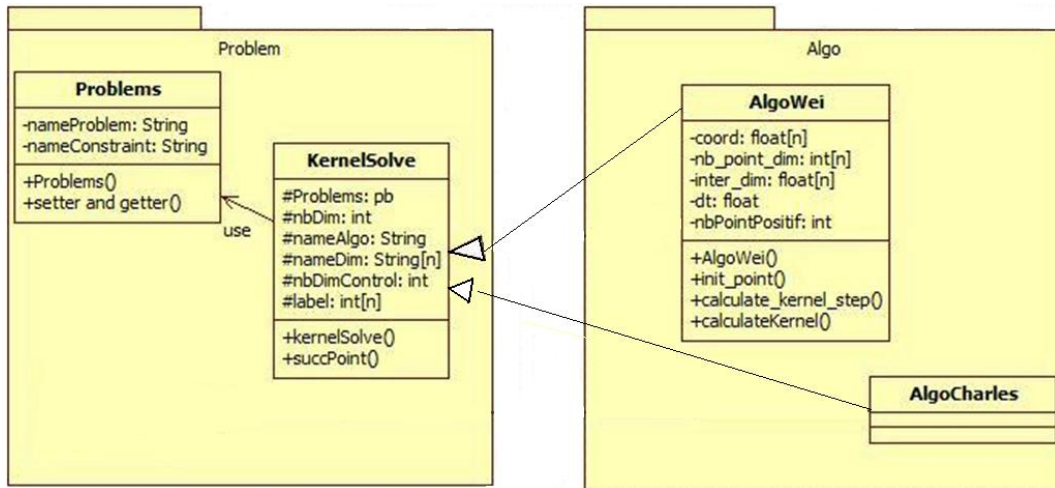 Problem
Problems
-nameProblem: String
-nameConstraint: String
+Problems()
+setter and getter()
use
KernelSolve
#Problems: pb
#nbDim: int
#nameAlgo: String
#nameDim: String[n]
#nbDimControl: int
#label: int[n]
+kernelSolve()
+succPoint()
Algo
AlgoWei
-coord: float[n]
-nb_point_dim: int[n]
-inter_dim: float[n]
-dt: float
-nbPointPositif: int
+AlgoWei()
+init_point()
+calculate_kernel_step()
+calculateKernel()
AlgoCharles